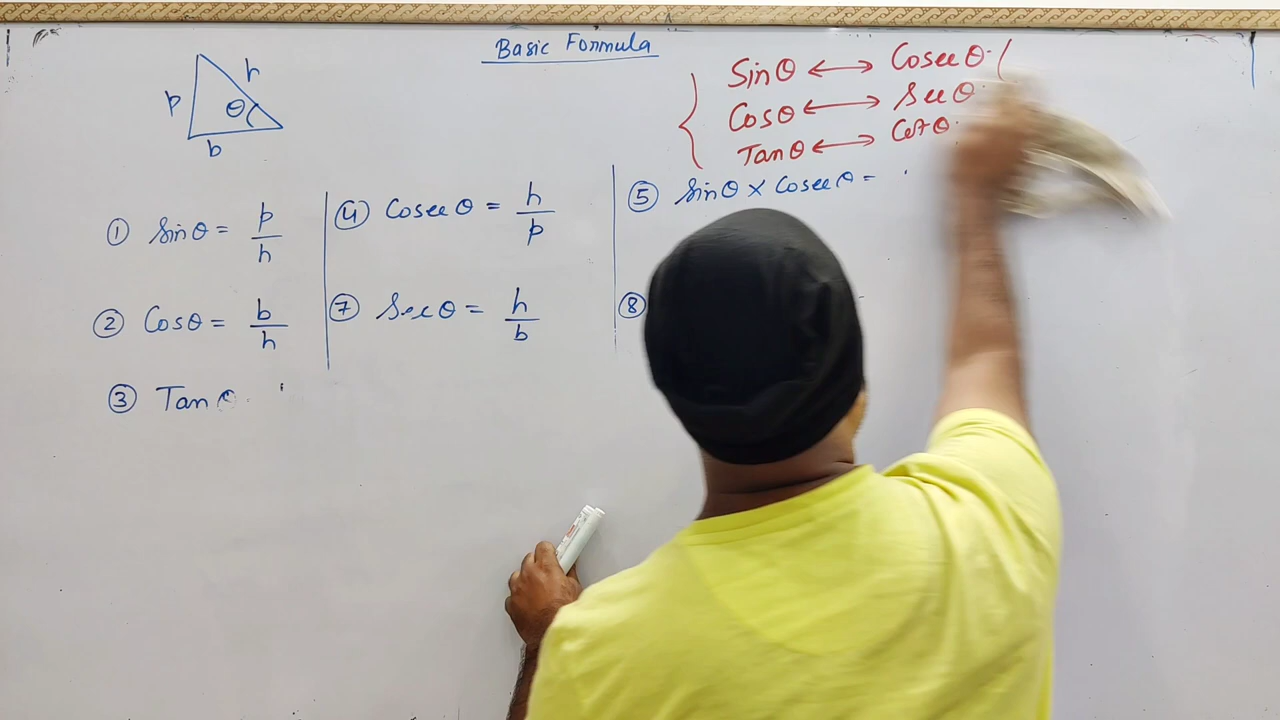 Basic Formula
p
h
θ
b
Sinθ ↔ Cosecθ
Cosθ ↔ Secθ
Tanθ ↔ Cotθ
① Sinθ = p/h
② Cosθ = b/h
③ Tan
④ Cosecθ = h/p
⑦ Secθ = h/b
⑤ Sinθ × Cosecθ =
⑧